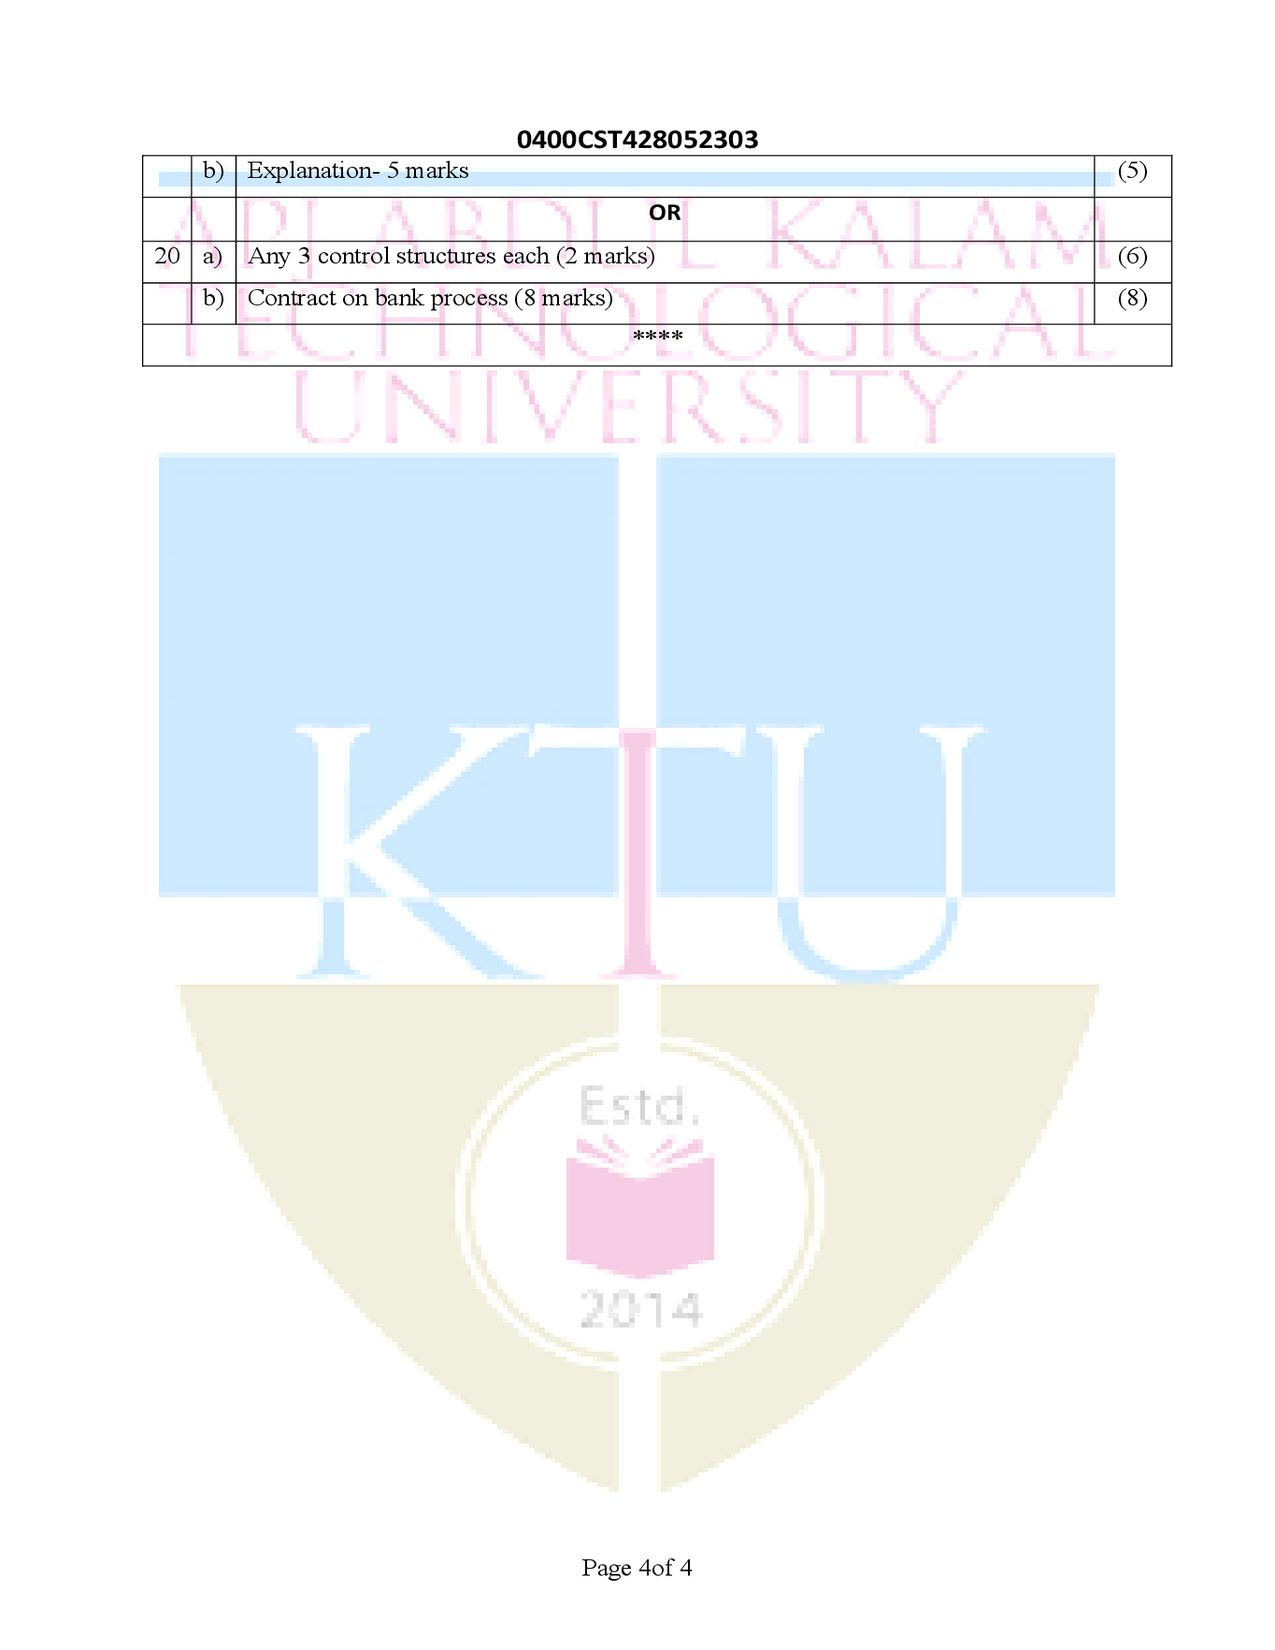 0400CST428052303
b) Explanation- 5 marks (5)
OR
20 a) Any 3 control structures each (2 marks) (6)
b) Contract on bank process (8 marks) (8)
****
APJ ABDUL KALAM
TECHNOLOGICAL
UNIVERSITY
KTU
Estd.
2014
Page 4of 4